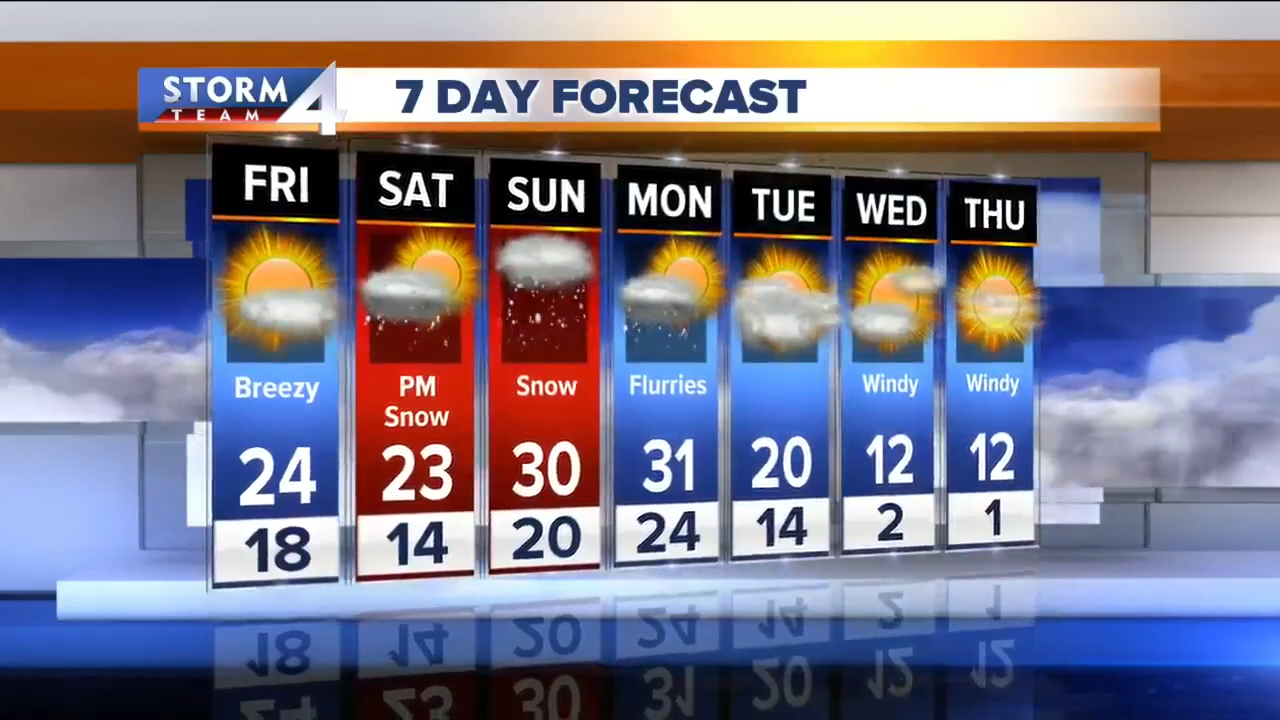 STORM
TEAM
4
7 DAY FORECAST
FRI
SAT
SUN
MON
TUE
WED
THU
Breezy
PM
Snow
Snow
Flurries
Windy
Windy
24
23
30
31
20
12
12
18
14
20
24
14
2
1